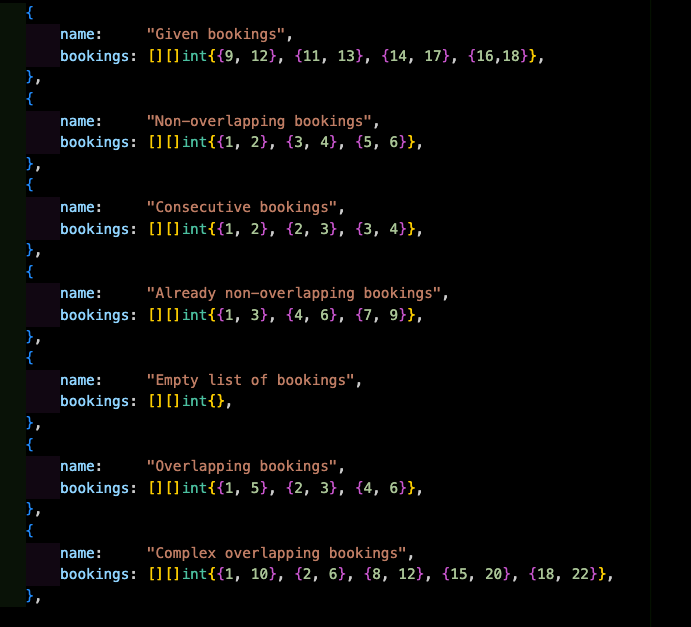 {
name:     "Given bookings",
bookings: [][]int{{9, 12}, {11, 13}, {14, 17}, {16,18}},
},
{
name:     "Non-overlapping bookings",
bookings: [][]int{{1, 2}, {3, 4}, {5, 6}},
},
{
name:     "Consecutive bookings",
bookings: [][]int{{1, 2}, {2, 3}, {3, 4}},
},
{
name:     "Already non-overlapping bookings",
bookings: [][]int{{1, 3}, {4, 6}, {7, 9}},
},
{
name:     "Empty list of bookings",
bookings: [][]int{},
},
{
name:     "Overlapping bookings",
bookings: [][]int{{1, 5}, {2, 3}, {4, 6}},
},
{
name:     "Complex overlapping bookings",
bookings: [][]int{{1, 10}, {2, 6}, {8, 12}, {15, 20}, {18, 22}},
},